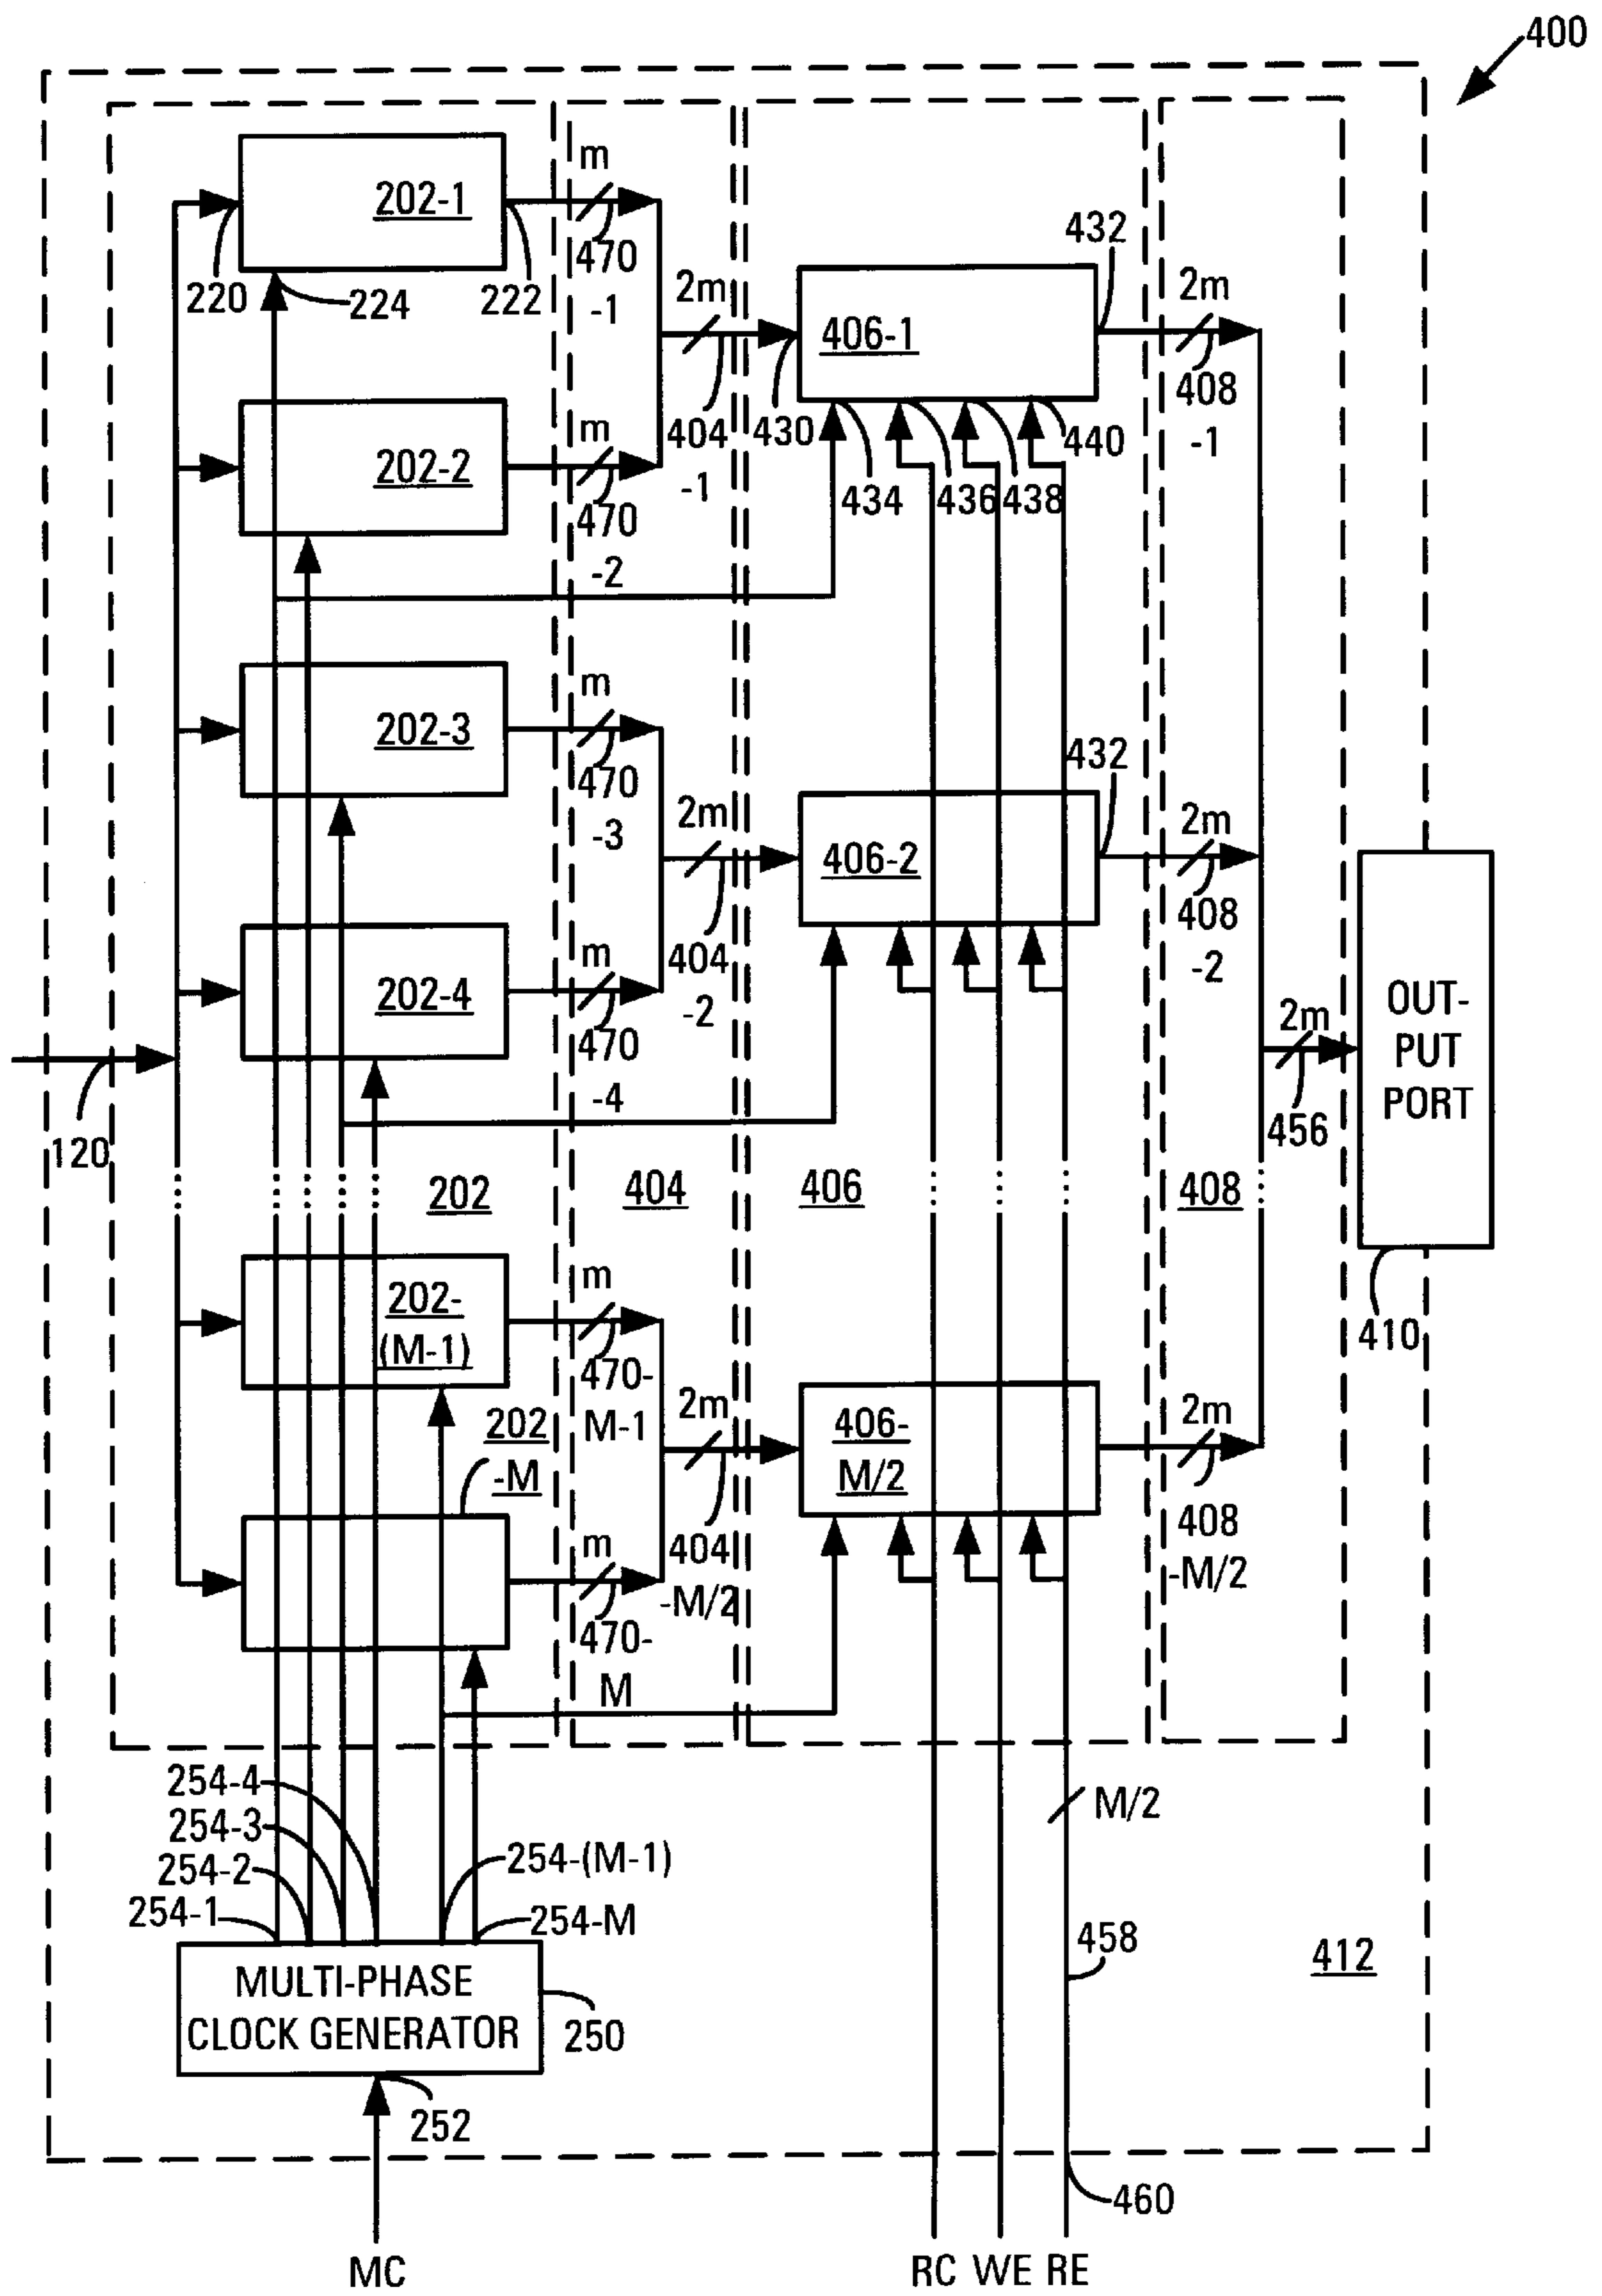 400
m
202-1
470
-1
220
224
222
2m
432
406-1
2m
408
-1
404
-1
430
434
436
438
440
m
202-2
470
-2
m
202-3
470
-3
2m
432
406-2
2m
408
-2
404
-2
m
202-4
470
-4
120
2m
456
OUT-
PUT
PORT
410
202
404
406
408
m
202-
(M-1)
470-
M-1
2m
406-
M/2
2m
408
-M/2
404
-M/2
202
-M
m
470-
M
254-4
254-3
254-2
254-1
254-(M-1)
254-M
M/2
458
412
MULTI-PHASE
CLOCK GENERATOR
250
252
460
MC
RC
WE
RE